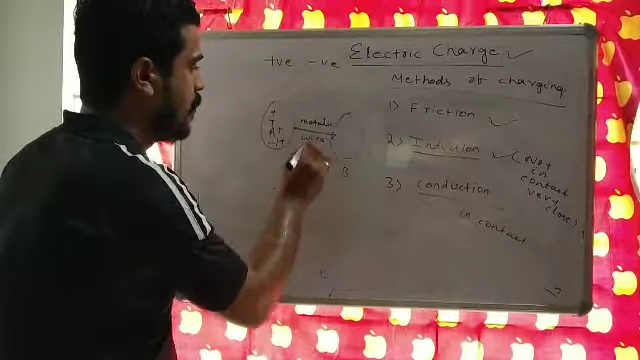 +ve -ve Electric Charge
Methods of charging
1) Friction
2) Induction (Not
in
contact
very
close)
3) Conduction
in contact
metalic
wire
A
B